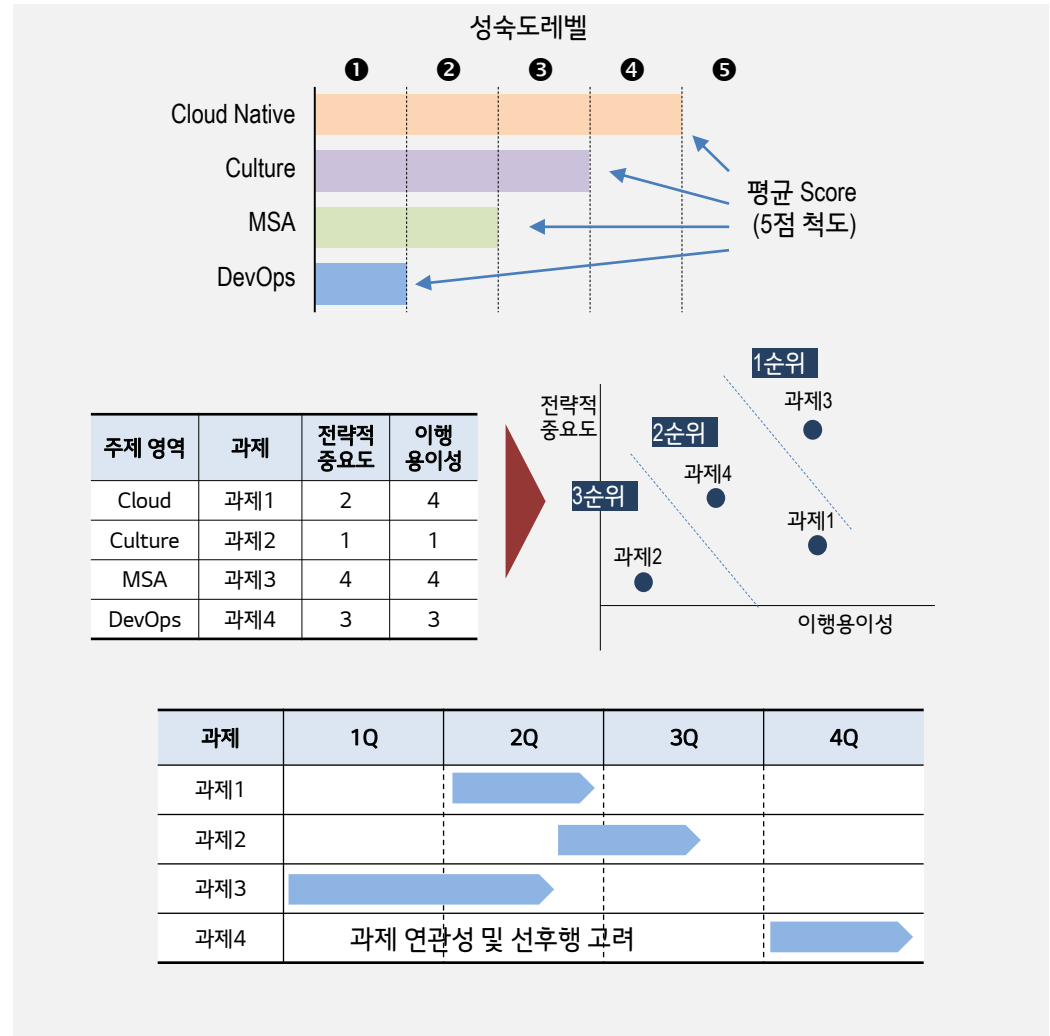 성숙도레벨
❶ ❷ ❸ ❹ ❺
Cloud Native
Culture
MSA
DevOps
평균 Score
(5점 척도)
주제 영역 과제 전략적 중요도 이행 용이성
Cloud 과제1 2 4
Culture 과제2 1 1
MSA 과제3 4 4
DevOps 과제4 3 3
전략적
중요도
1순위
과제3
2순위
과제4
3순위
과제1
과제2
이행용이성
과제 1Q 2Q 3Q 4Q
과제1
과제2
과제3
과제4 과제 연관성 및 선후행 고려